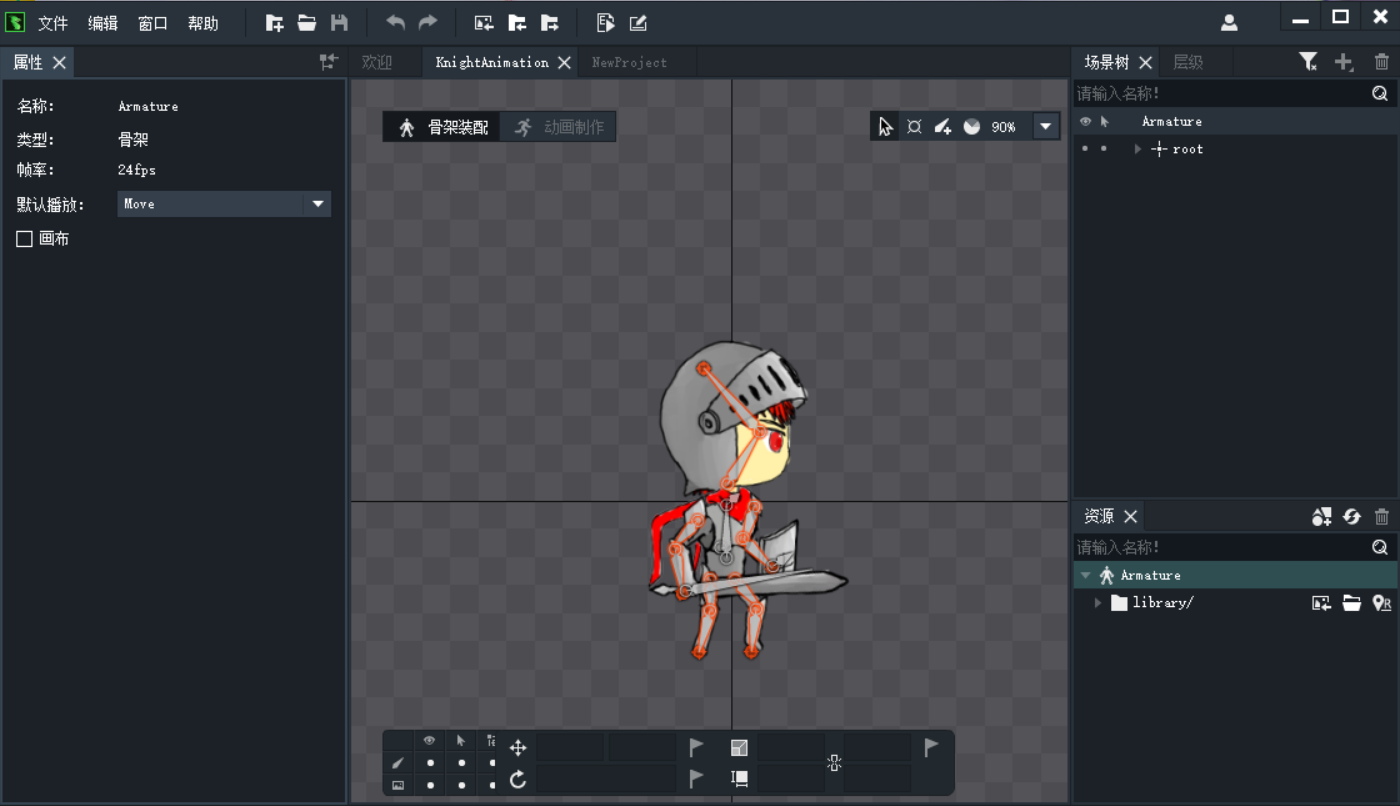 文件 编辑 窗口 帮助
属性
欢迎 KnightAnimation NewProject
场景树 层级
名称: Armature
类型: 骨架
帧率: 24fps
默认播放: Move
画布
骨架装配 动画制作
90%
请输入名称!
Armature
root
资源
请输入名称!
Armature
library/